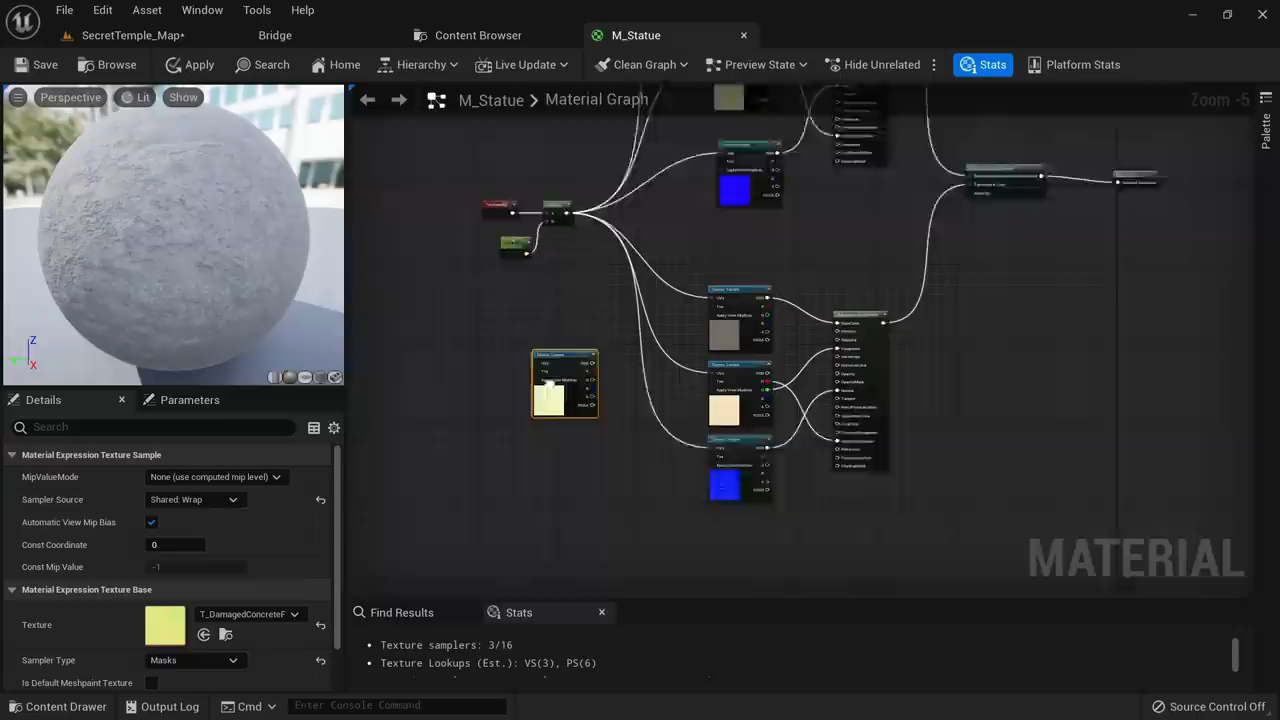 File Edit Asset Window Tools Help
SecretTemple_Map* Bridge Content Browser M_Statue
Save Browse Apply Search Home Hierarchy Live Update Clean Graph Preview State Hide Unrelated Stats Platform Stats
Perspective Lit Show
M_Statue Material Graph Zoom -5
Palette
Z
X
MATERIAL
Details Parameters
Search
Material Expression Texture Sample
MipValueMode None (use computed mip level)
Sampler Source Shared: Wrap
Automatic View Mip Bias
Const Coordinate 0
Const Mip Value -1
Material Expression Texture Base
Texture T_DamagedConcreteF
Sampler Type Masks
Is Default Meshpaint Texture
Find Results Stats
• Texture samplers: 3/16
• Texture Lookups (Est.): VS(3), PS(6)
Content Drawer Output Log Cmd Enter Console Command Source Control Off